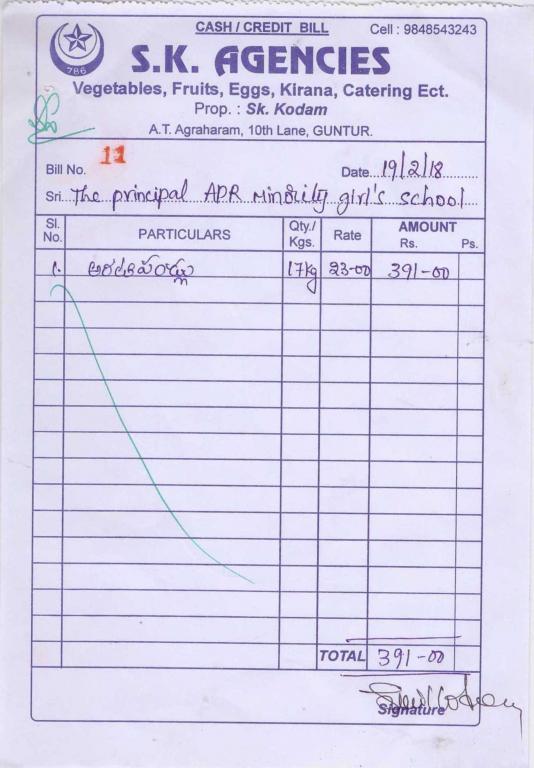 CASH / CREDIT BILL
Cell : 9848543243
786
S.K. AGENCIES
Vegetables, Fruits, Eggs, Kirana, Catering Ect.
Prop. : Sk. Kodam
A.T. Agraharam, 10th Lane, GUNTUR.
Bill No. 11
Date 19/2/18
Sri. The principal APR minority girl's school
Sl. No. PARTICULARS Qty./ Kgs. Rate AMOUNT Rs. Ps.
1. అరటిపండ్లు 17kg 23-00 391-00
TOTAL 391-00
Signature